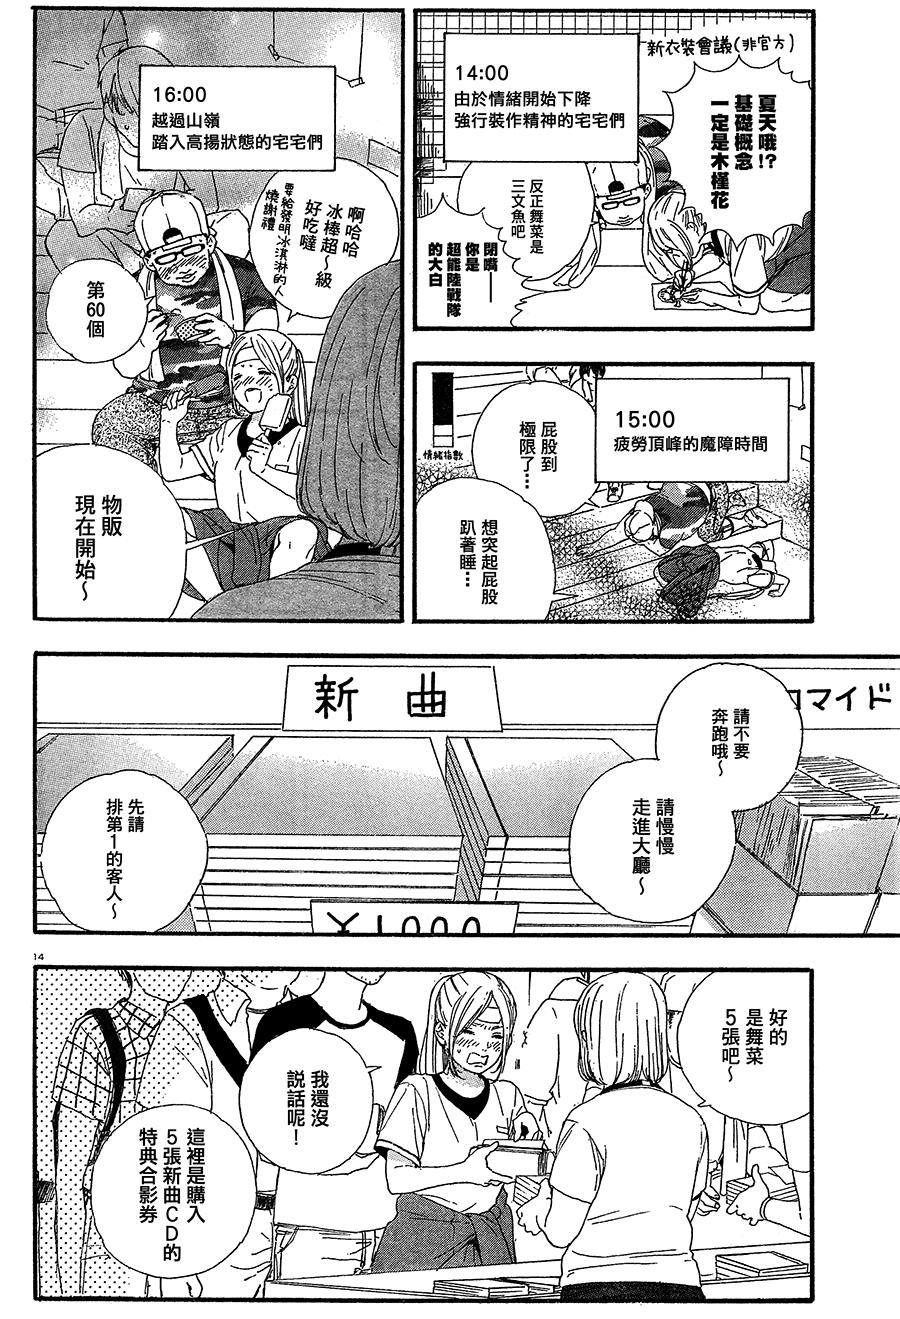 新衣裝會議(非官方)
14:00
由於情緒開始下降
強行裝作精神的宅宅們
夏天哦!?
基礎概念
一定是木槿花
反正舞菜是
三文魚吧
閉嘴——
你是
超能陸戰隊
的大白
15:00
疲勞頂峰的魔障時間
情緒指數
屁股到
極限了…
想突起屁股
趴著睡…
16:00
越過山嶺
踏入高揚狀態的宅宅們
啊哈哈
冰棒超~級
好吃噠
要給發明冰淇淋的人
燒謝禮
第
60
個
物販
現在開始~
新曲
ロマイド
請不要
奔跑哦~
請慢慢
走進大廳~
先請
排第1的客人~
¥1000
14
好的
是舞菜
5張吧~
我還沒
説話呢!
這裡是購入
5張新曲CD的
特典合影券